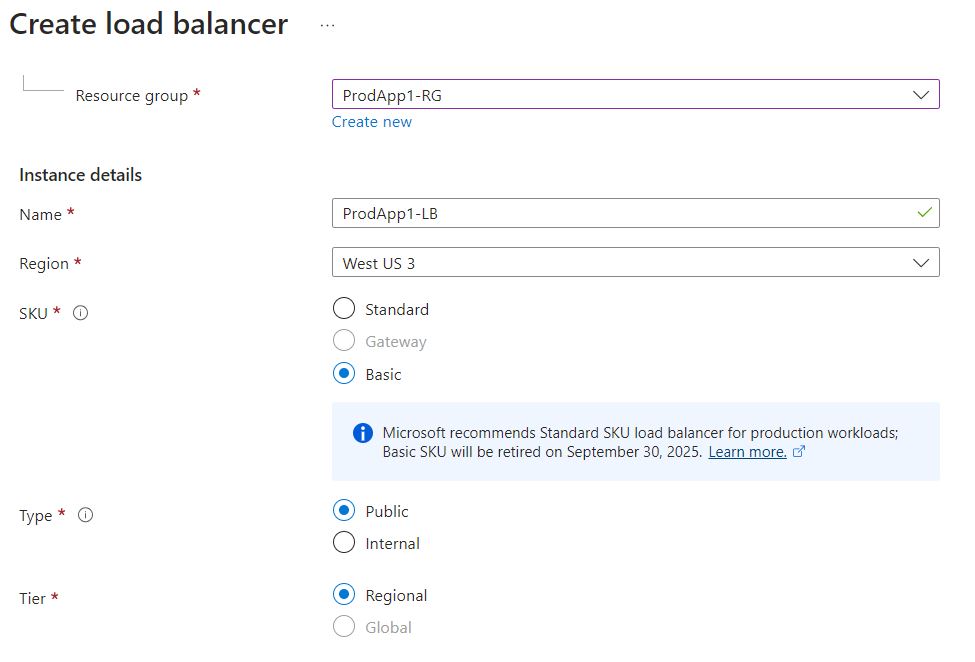 Create load balancer ...
Resource group *
ProdApp1-RG
Create new
Instance details
Name *
ProdApp1-LB
Region *
West US 3
SKU *
Standard
Gateway
Basic
Microsoft recommends Standard SKU load balancer for production workloads;
Basic SKU will be retired on September 30, 2025. Learn more.
Type *
Public
Internal
Tier *
Regional
Global